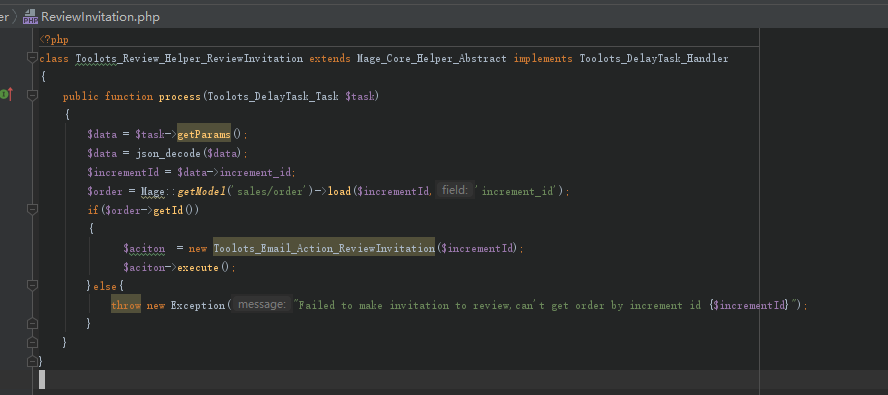 er ReviewInvitation.php
<?php
class Toolots_Review_Helper_ReviewInvitation extends Mage_Core_Helper_Abstract implements Toolots_DelayTask_Handler
{
public function process(Toolots_DelayTask_Task $task)
{
$data = $task->getParams();
$data = json_decode($data);
$incrementId = $data->increment_id;
$order = Mage::getModel('sales/order')->load($incrementId, field: 'increment_id');
if($order->getId())
{
$aciton = new Toolots_Email_Action_ReviewInvitation($incrementId);
$aciton->execute();
}else{
throw new Exception( message: "Failed to make invitation to review,can't get order by increment id {$incrementId}");
}
}
}